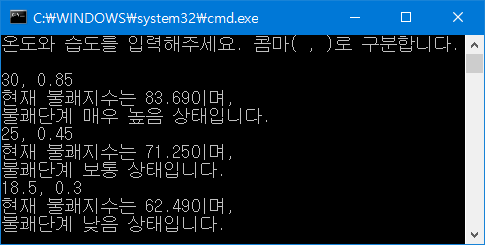 C:₩WINDOWS₩system32₩cmd.exe
온도와 습도를 입력해주세요. 콤마( , )로 구분합니다.
30, 0.85
현재 불쾌지수는 83.690이며,
불쾌단계 매우 높음 상태입니다.
25, 0.45
현재 불쾌지수는 71.250이며,
불쾌단계 보통 상태입니다.
18.5, 0.3
현재 불쾌지수는 62.490이며,
불쾌단계 낮음 상태입니다.